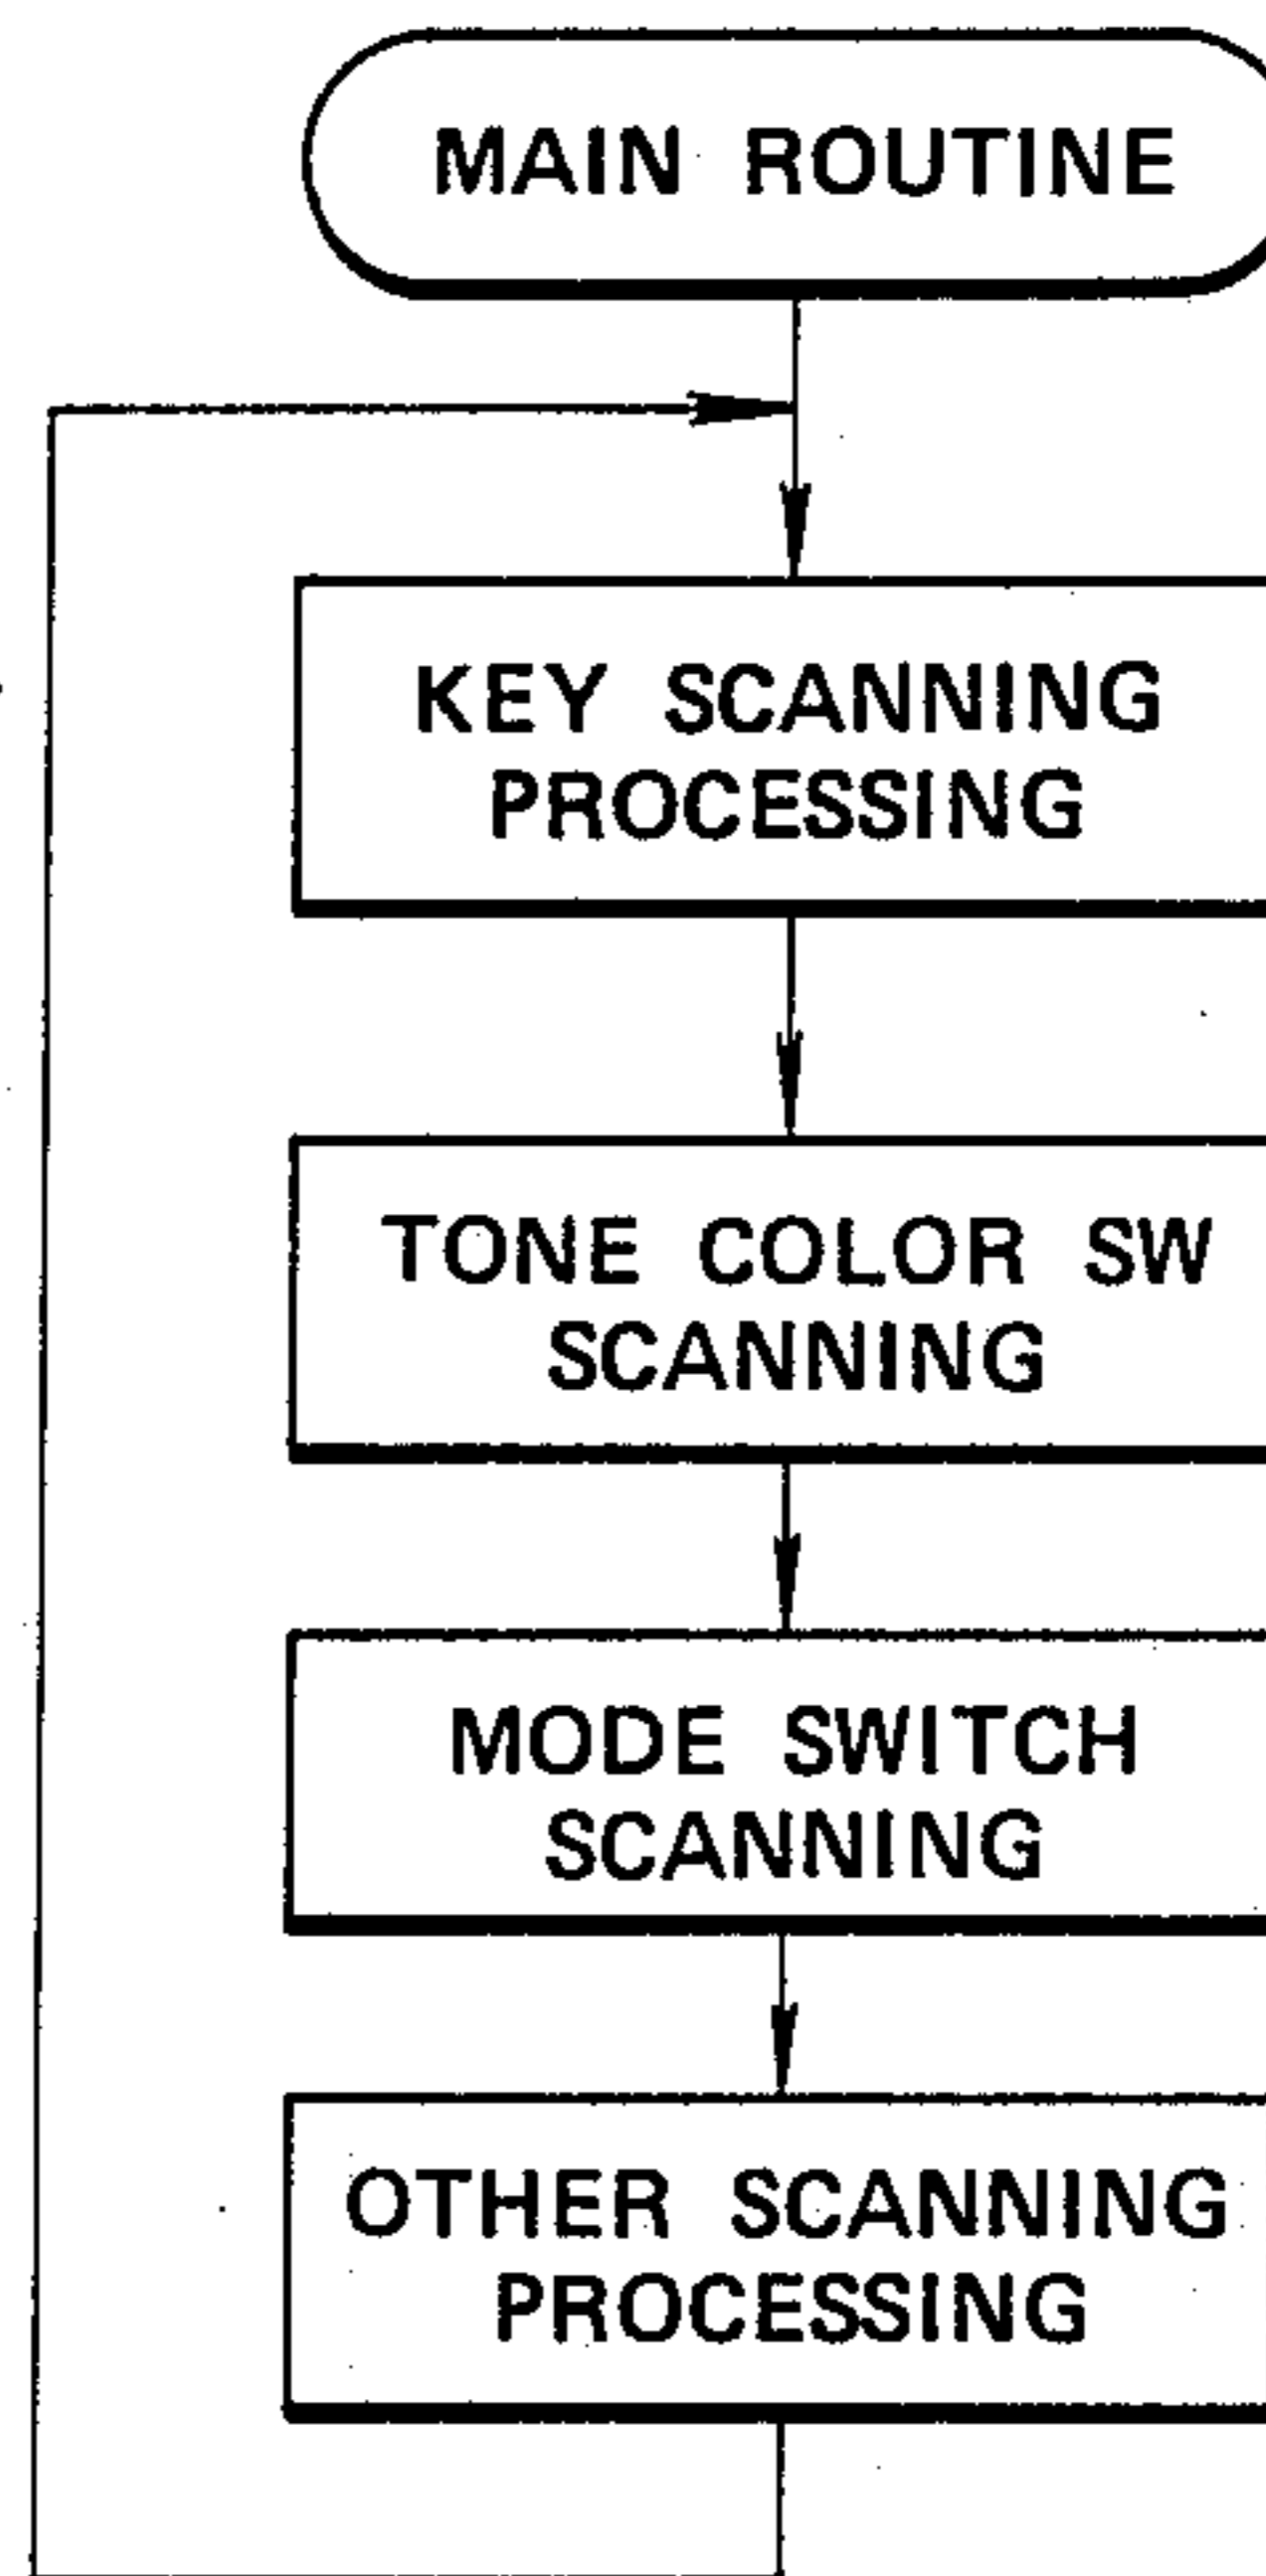 MAIN ROUTINE
KEY SCANNING
PROCESSING
TONE COLOR SW
SCANNING
MODE SWITCH
SCANNING
OTHER SCANNING
PROCESSING